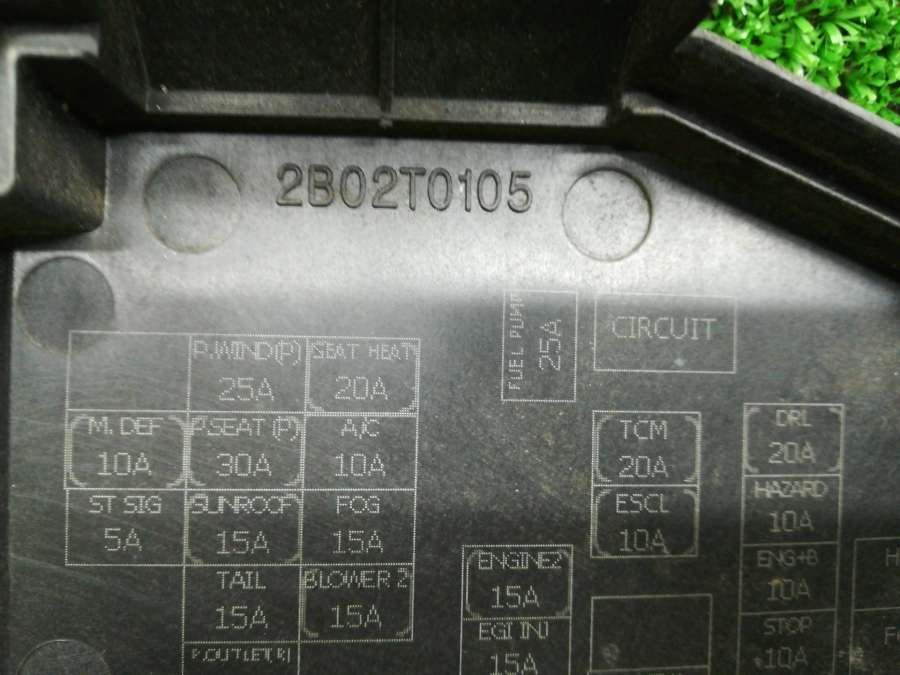 2B02T0105
FUEL PUMP
25A
CIRCUIT
P.WIND(P)
25A
SEAT HEAT
20A
M. DEF
10A
P.SEAT (P)
30A
A/C
10A
ST SIG
5A
SUNROOF
15A
FOG
15A
TAIL
15A
BLOWER 2
15A
P.OUTLET(R)
TCM
20A
ESCL
10A
ENGINE2
15A
EGI INJ
15A
DRL
20A
HAZARD
10A
ENG+B
10A
STOP
10A